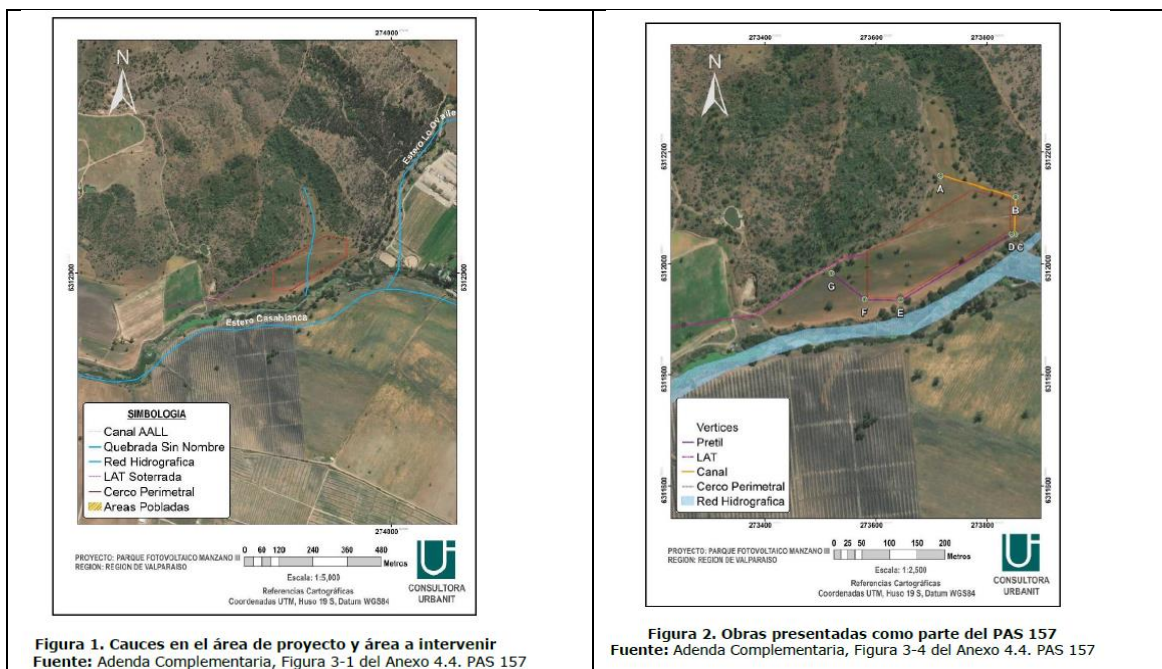 274000
N
Estero Lo Ovalle
6312000
6312000
Estero Casablanca
SIMBOLOGIA
Canal AALL
Quebrada Sin Nombre
Red Hidrografica
LAT Soterrada
Cerco Perimetral
Areas Pobladas
274000
PROYECTO: PARQUE FOTOVOLTAICO MANZANO III
REGION: REGION DE VALPARAISO
0 60 120 240 360 480
Metros
Escala: 1:5,000
Referencias Cartográficas
Coordenadas UTM, Huso 19 S, Datum WGS84
CONSULTORA
URBANIT
Figura 1. Cauces en el área de proyecto y área a intervenir
Fuente: Adenda Complementaria, Figura 3-1 del Anexo 4.4. PAS 157
273400 273600 273800
N
6312200
6312200
A
B
D C
6312000
6312000
G
F
E
6311800
6311800
Vertices
Pretil
LAT
Canal
Cerco Perimetral
Red Hidrografica
6311600
6311600
273400 273600 273800
PROYECTO: PARQUE FOTOVOLTAICO MANZANO III
REGION: REGION DE VALPARAISO
0 25 50 100 150 200
Metros
Escala: 1:2,500
Referencias Cartográficas
Coordenadas UTM, Huso 19 S, Datum WGS84
CONSULTORA
URBANIT
Figura 2. Obras presentadas como parte del PAS 157
Fuente: Adenda Complementaria, Figura 3-4 del Anexo 4.4. PAS 157